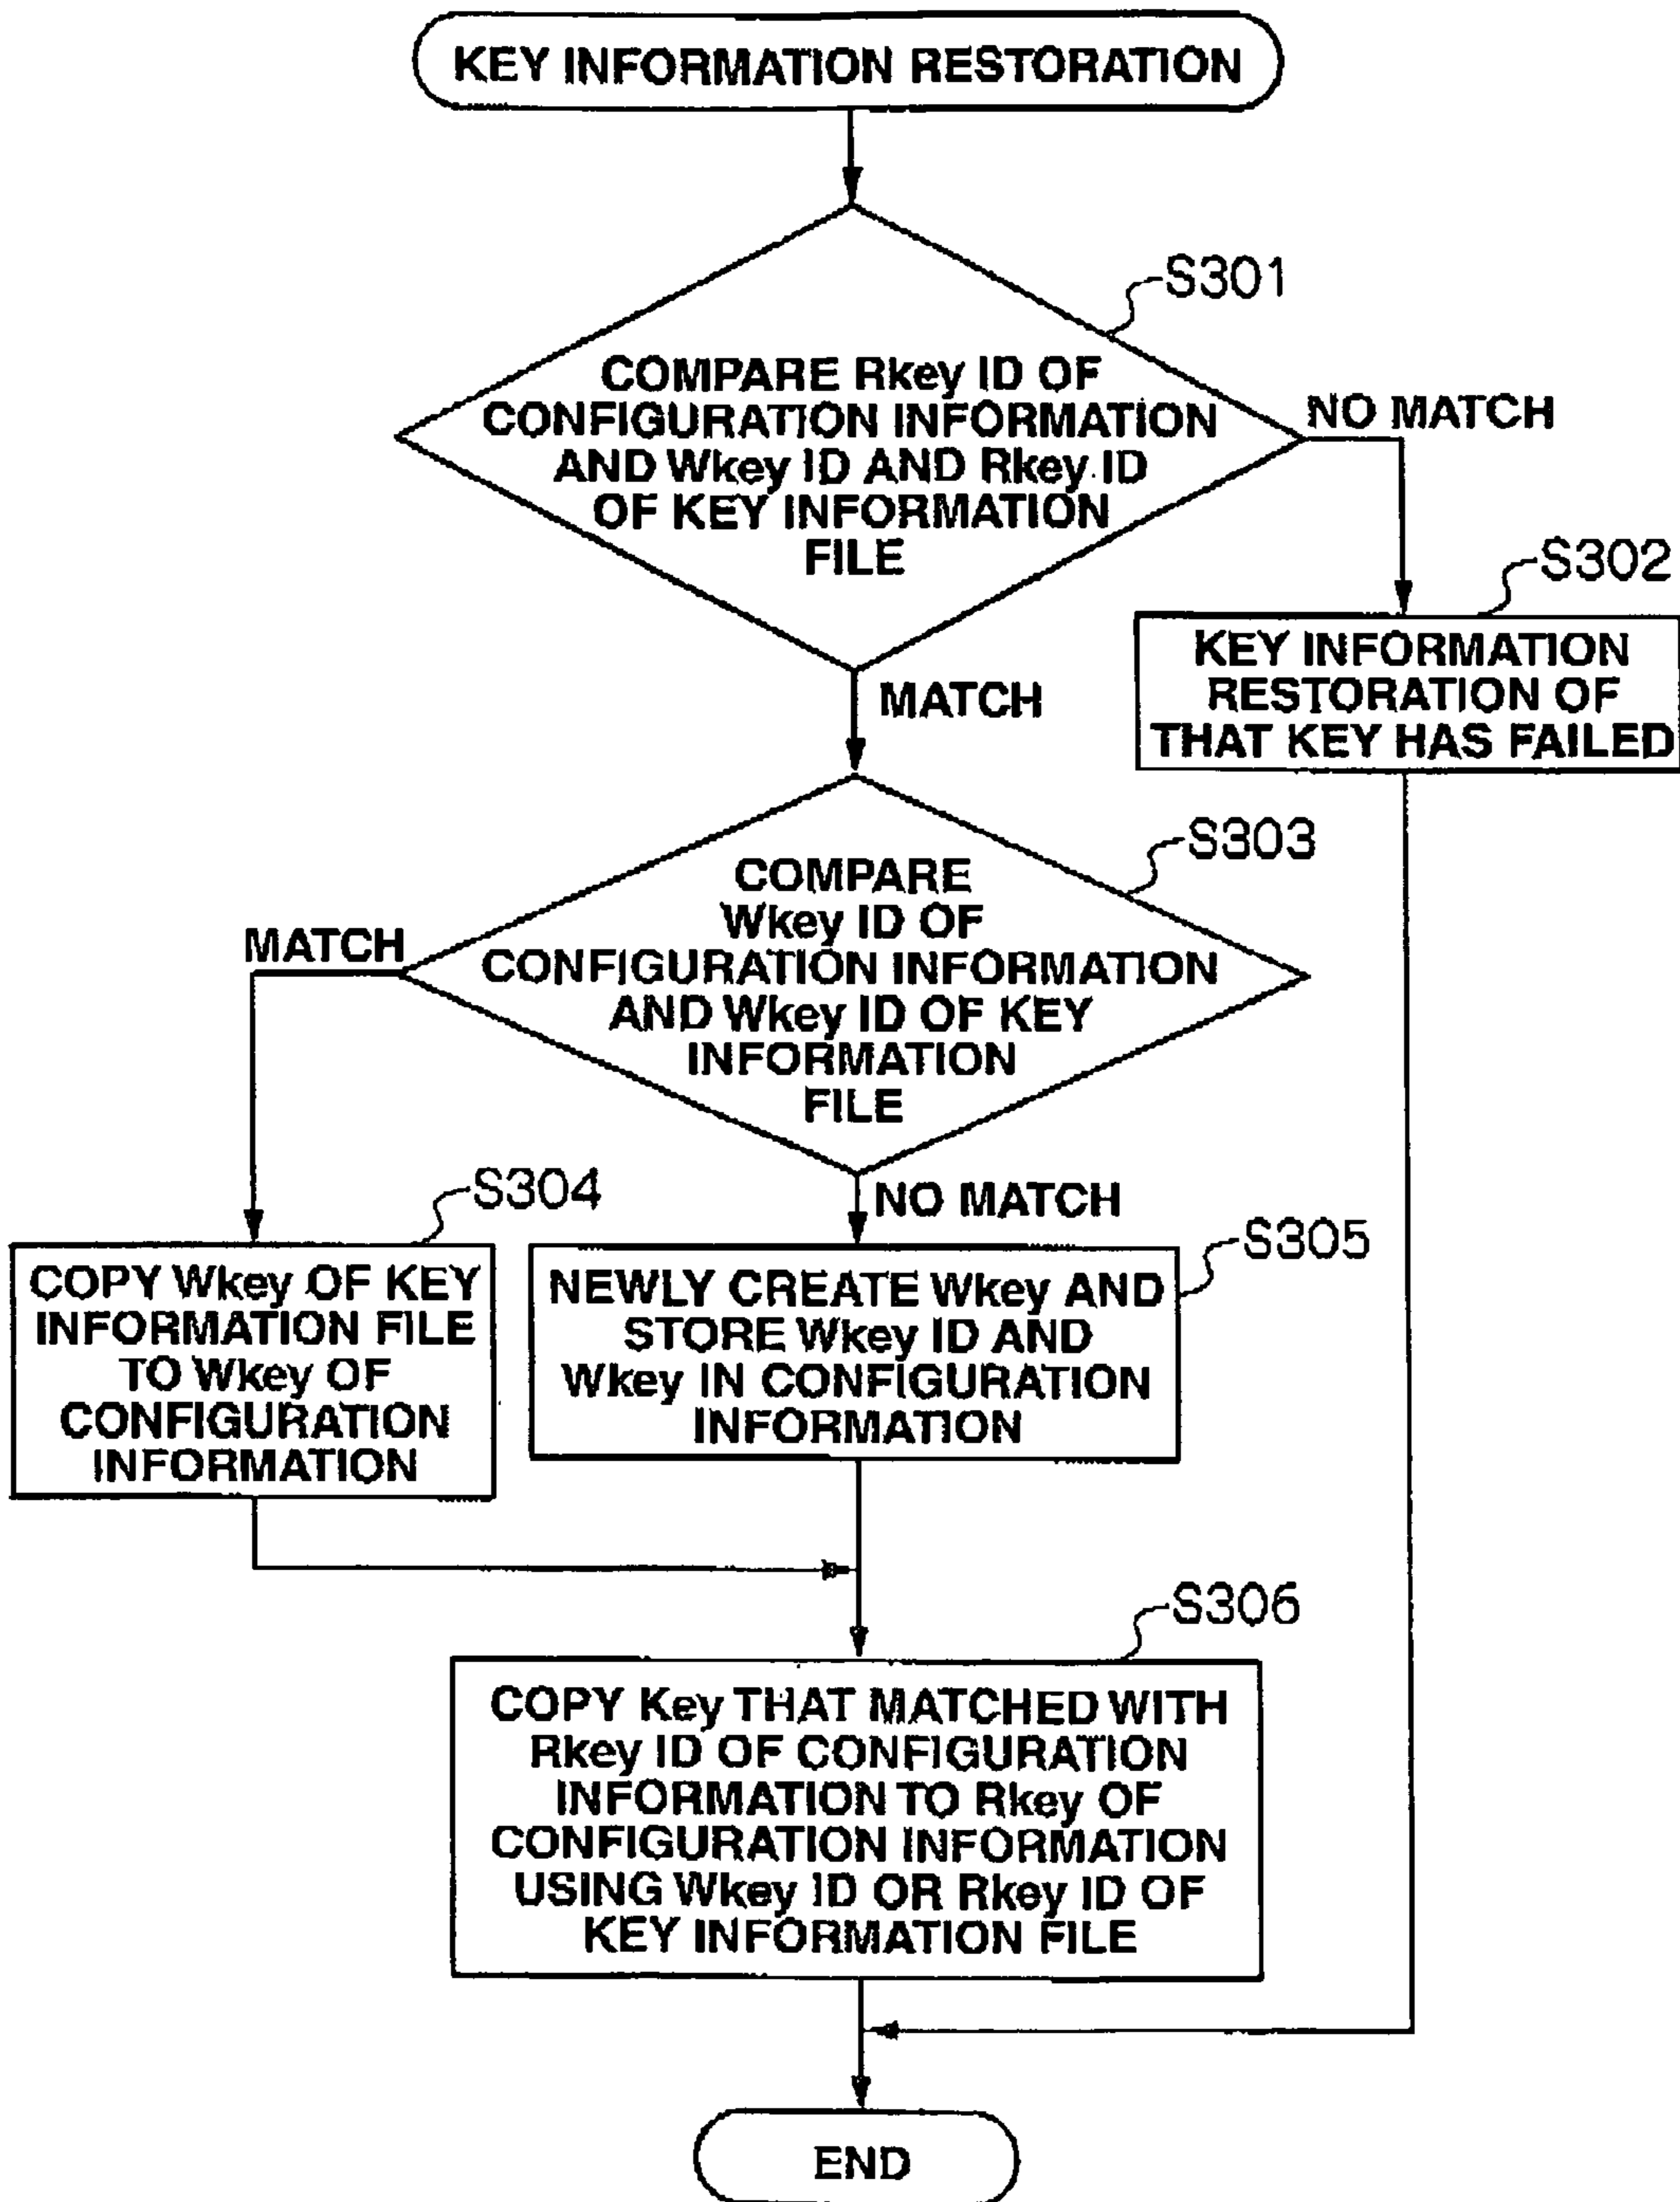 KEY INFORMATION RESTORATION
S301
COMPARE Rkey ID OF
CONFIGURATION INFORMATION
AND Wkey ID AND Rkey ID
OF KEY INFORMATION
FILE
NO MATCH
S302
KEY INFORMATION
RESTORATION OF
THAT KEY HAS FAILED
MATCH
S303
COMPARE
Wkey ID OF
CONFIGURATION INFORMATION
AND Wkey ID OF KEY
INFORMATION
FILE
MATCH
S304
COPY Wkey OF KEY
INFORMATION FILE
TO Wkey OF
CONFIGURATION
INFORMATION
NO MATCH
S305
NEWLY CREATE Wkey AND
STORE Wkey ID AND
Wkey IN CONFIGURATION
INFORMATION
S306
COPY Key THAT MATCHED WITH
Rkey ID OF CONFIGURATION
INFORMATION TO Rkey OF
CONFIGURATION INFORMATION
USING Wkey ID OR Rkey ID OF
KEY INFORMATION FILE
END